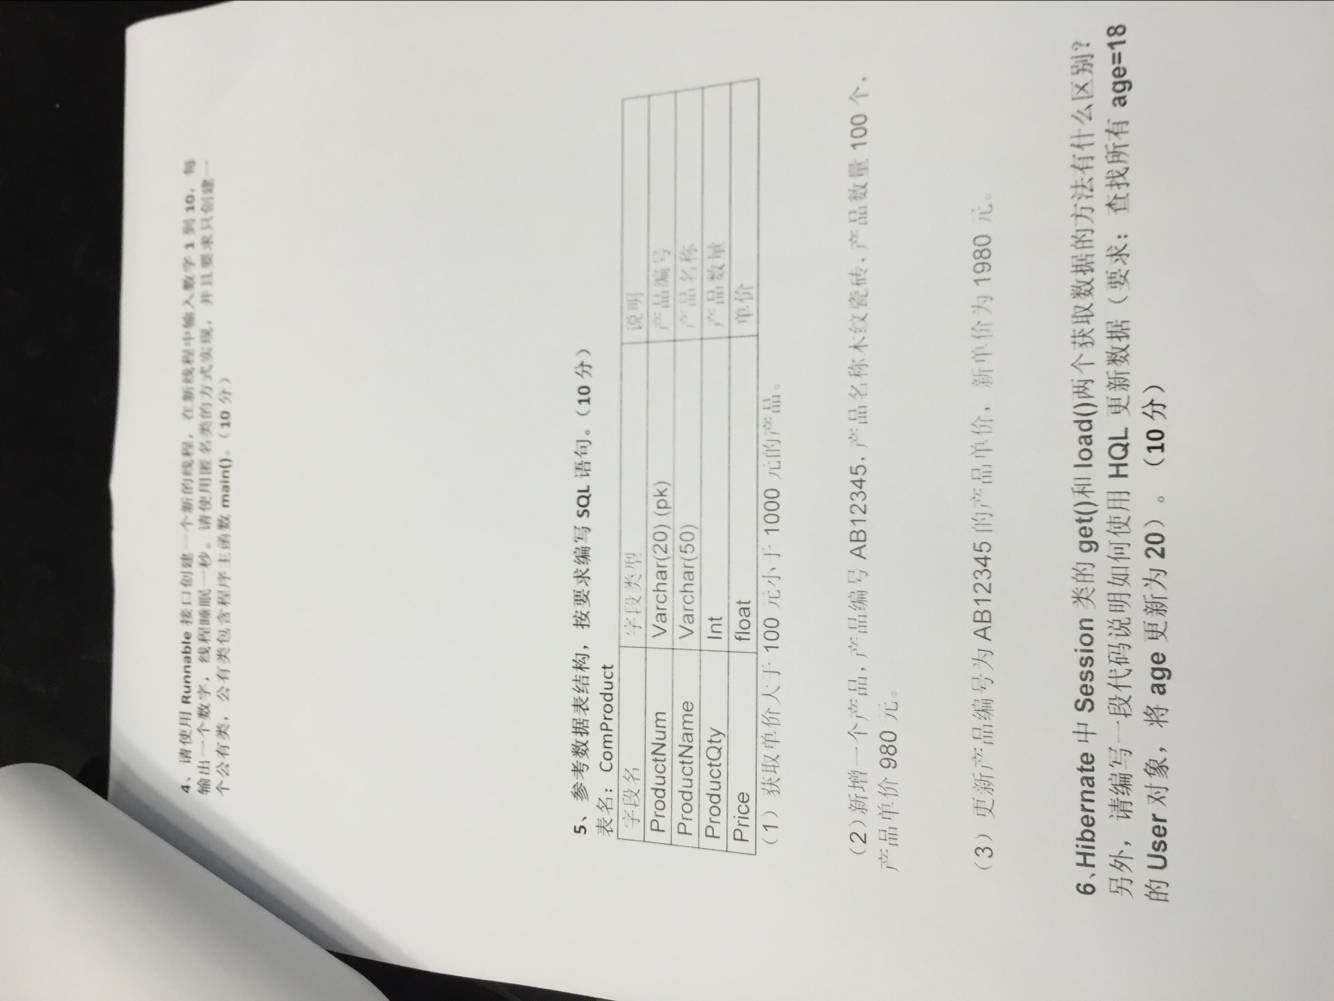 4、请使用 Runnable 接口创建一个新的线程，在新线程中输入数字 1 到 10，每
输出一个数字，线程睡眠一秒。请使用匿名类的方式实现，并且要求只创建一
个公有类，公有类包含程序主函数 main()。（10 分）
5、参考数据表结构，按要求编写 SQL 语句。（10 分）
表名：ComProduct
字段名 字段类型 说明
ProductNum Varchar(20) (pk) 产品编号
ProductName Varchar(50) 产品名称
ProductQty Int 产品数量
Price float 单价
（1）获取单价大于 100 元小于 1000 元的产品。
（2）新增一个产品，产品编号 AB12345，产品名称木纹瓷砖，产品数量 100 个，
产品单价 980 元。
（3）更新产品编号为 AB12345 的产品单价，新单价为 1980 元。
6、Hibernate 中 Session 类的 get()和 load()两个获取数据的方法有什么区别？
另外，请编写一段代码说明如何使用 HQL 更新数据（要求：查找所有 age=18
的 User 对象，将 age 更新为 20）。（10 分）